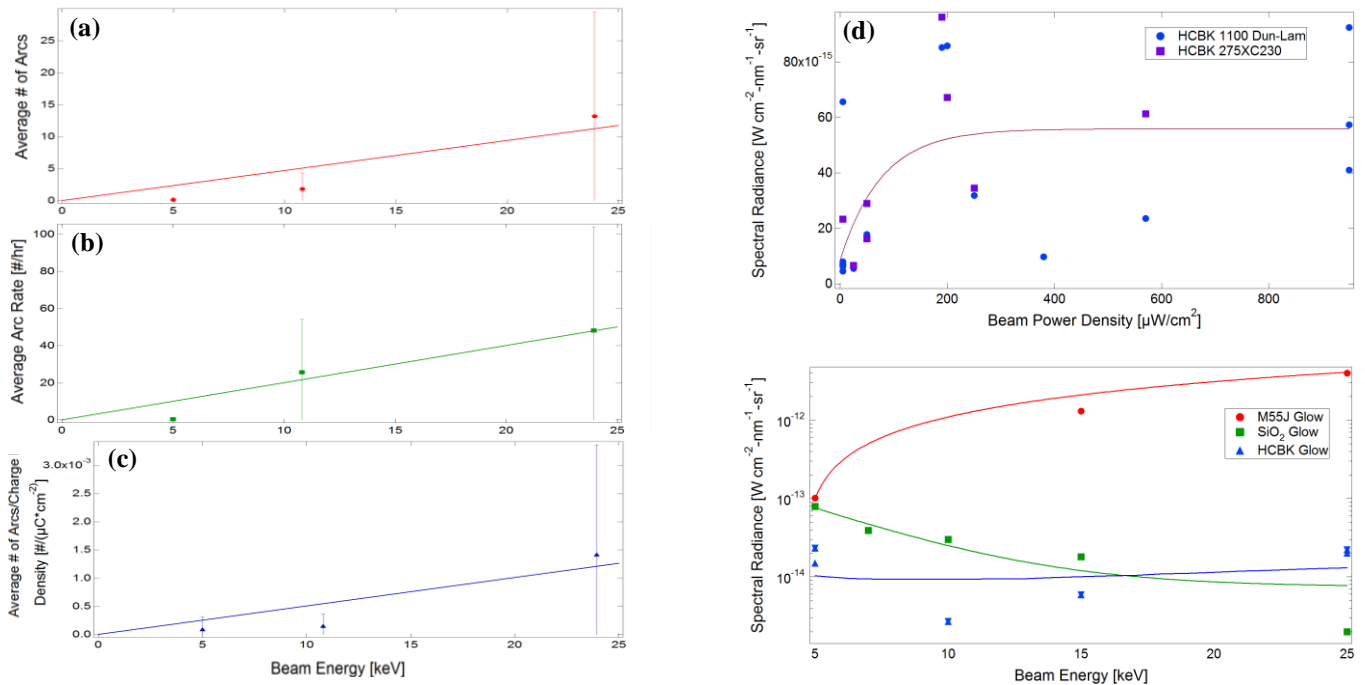 (a)
Average # of Arcs
25
20
15
10
5
0
0 5 10 15 20 25
(b)
Average Arc Rate [#/hr]
100
80
60
40
20
0
0 5 10 15 20 25
(c)
Average # of Arcs/Charge
Density [#/(µC*cm⁻²)]
3.0x10⁻³
2.5
2.0
1.5
1.0
0.5
0.0
0 5 10 15 20 25
Beam Energy [keV]
(d)
HCBK 1100 Dun-Lam
HCBK 275XC230
Spectral Radiance [W cm⁻²-nm⁻¹-sr⁻¹]
80x10⁻¹⁵
60
40
20
0
0 200 400 600 800
Beam Power Density [µW/cm²]
M55J Glow
SiO₂ Glow
HCBK Glow
Spectral Radiance [W cm⁻²-nm⁻¹-sr⁻¹]
10⁻¹²
10⁻¹³
10⁻¹⁴
5 10 15 20 25
Beam Energy [keV]